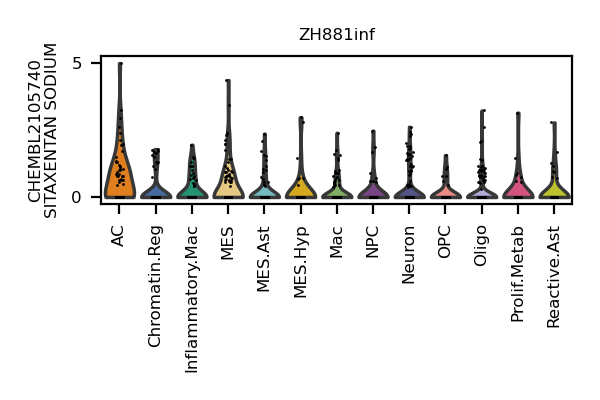 ZH881inf
CHEMBL2105740
SITAXENTAN SODIUM
5
0
AC
Chromatin.Reg
Inflammatory.Mac
MES
MES.Ast
MES.Hyp
Mac
NPC
Neuron
OPC
Oligo
Prolif.Metab
Reactive.Ast